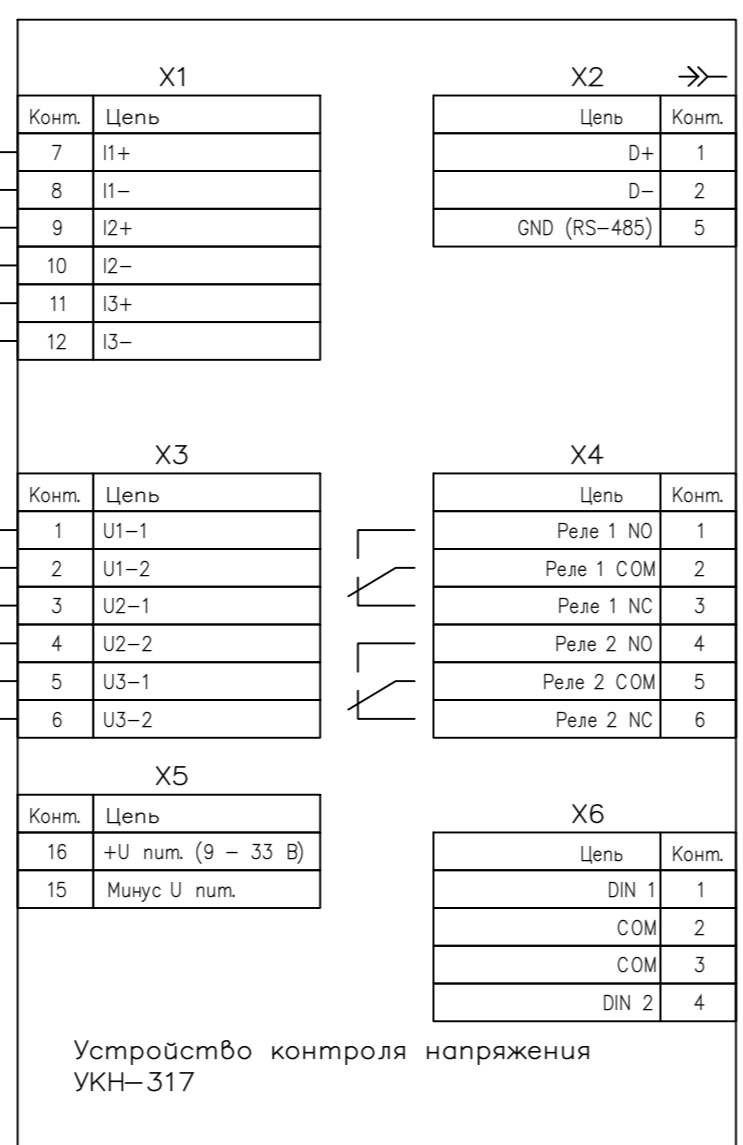 X1
Конт. Цепь
7 I1+
8 I1-
9 I2+
10 I2-
11 I3+
12 I3-
X2
Цепь Конт.
D+ 1
D- 2
GND (RS-485) 5
X3
Конт. Цепь
1 U1-1
2 U1-2
3 U2-1
4 U2-2
5 U3-1
6 U3-2
X4
Цепь Конт.
Реле 1 NO 1
Реле 1 COM 2
Реле 1 NC 3
Реле 2 NO 4
Реле 2 COM 5
Реле 2 NC 6
X5
Конт. Цепь
16 +U пит. (9 - 33 В)
15 Минус U пит.
X6
Цепь Конт.
DIN 1 1
COM 2
COM 3
DIN 2 4
Устройство контроля напряжения
УКН-317